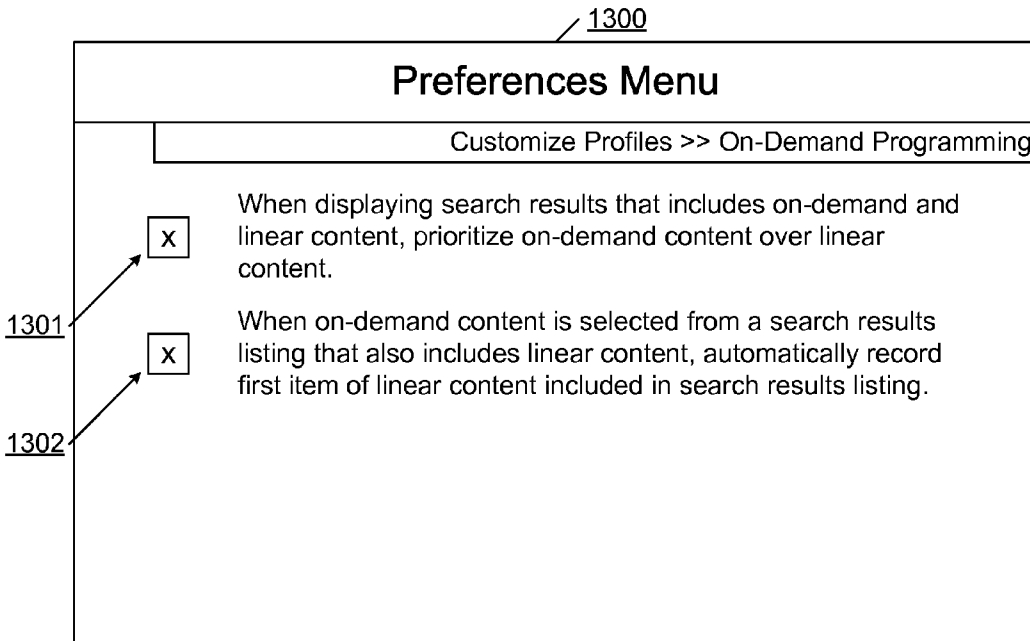 1300
Preferences Menu
Customize Profiles >> On-Demand Programming
When displaying search results that includes on-demand and
x
linear content, prioritize on-demand content over linear
content.
1301
When on-demand content is selected from a search results
x
listing that also includes linear content, automatically record
first item of linear content included in search results listing.
1302